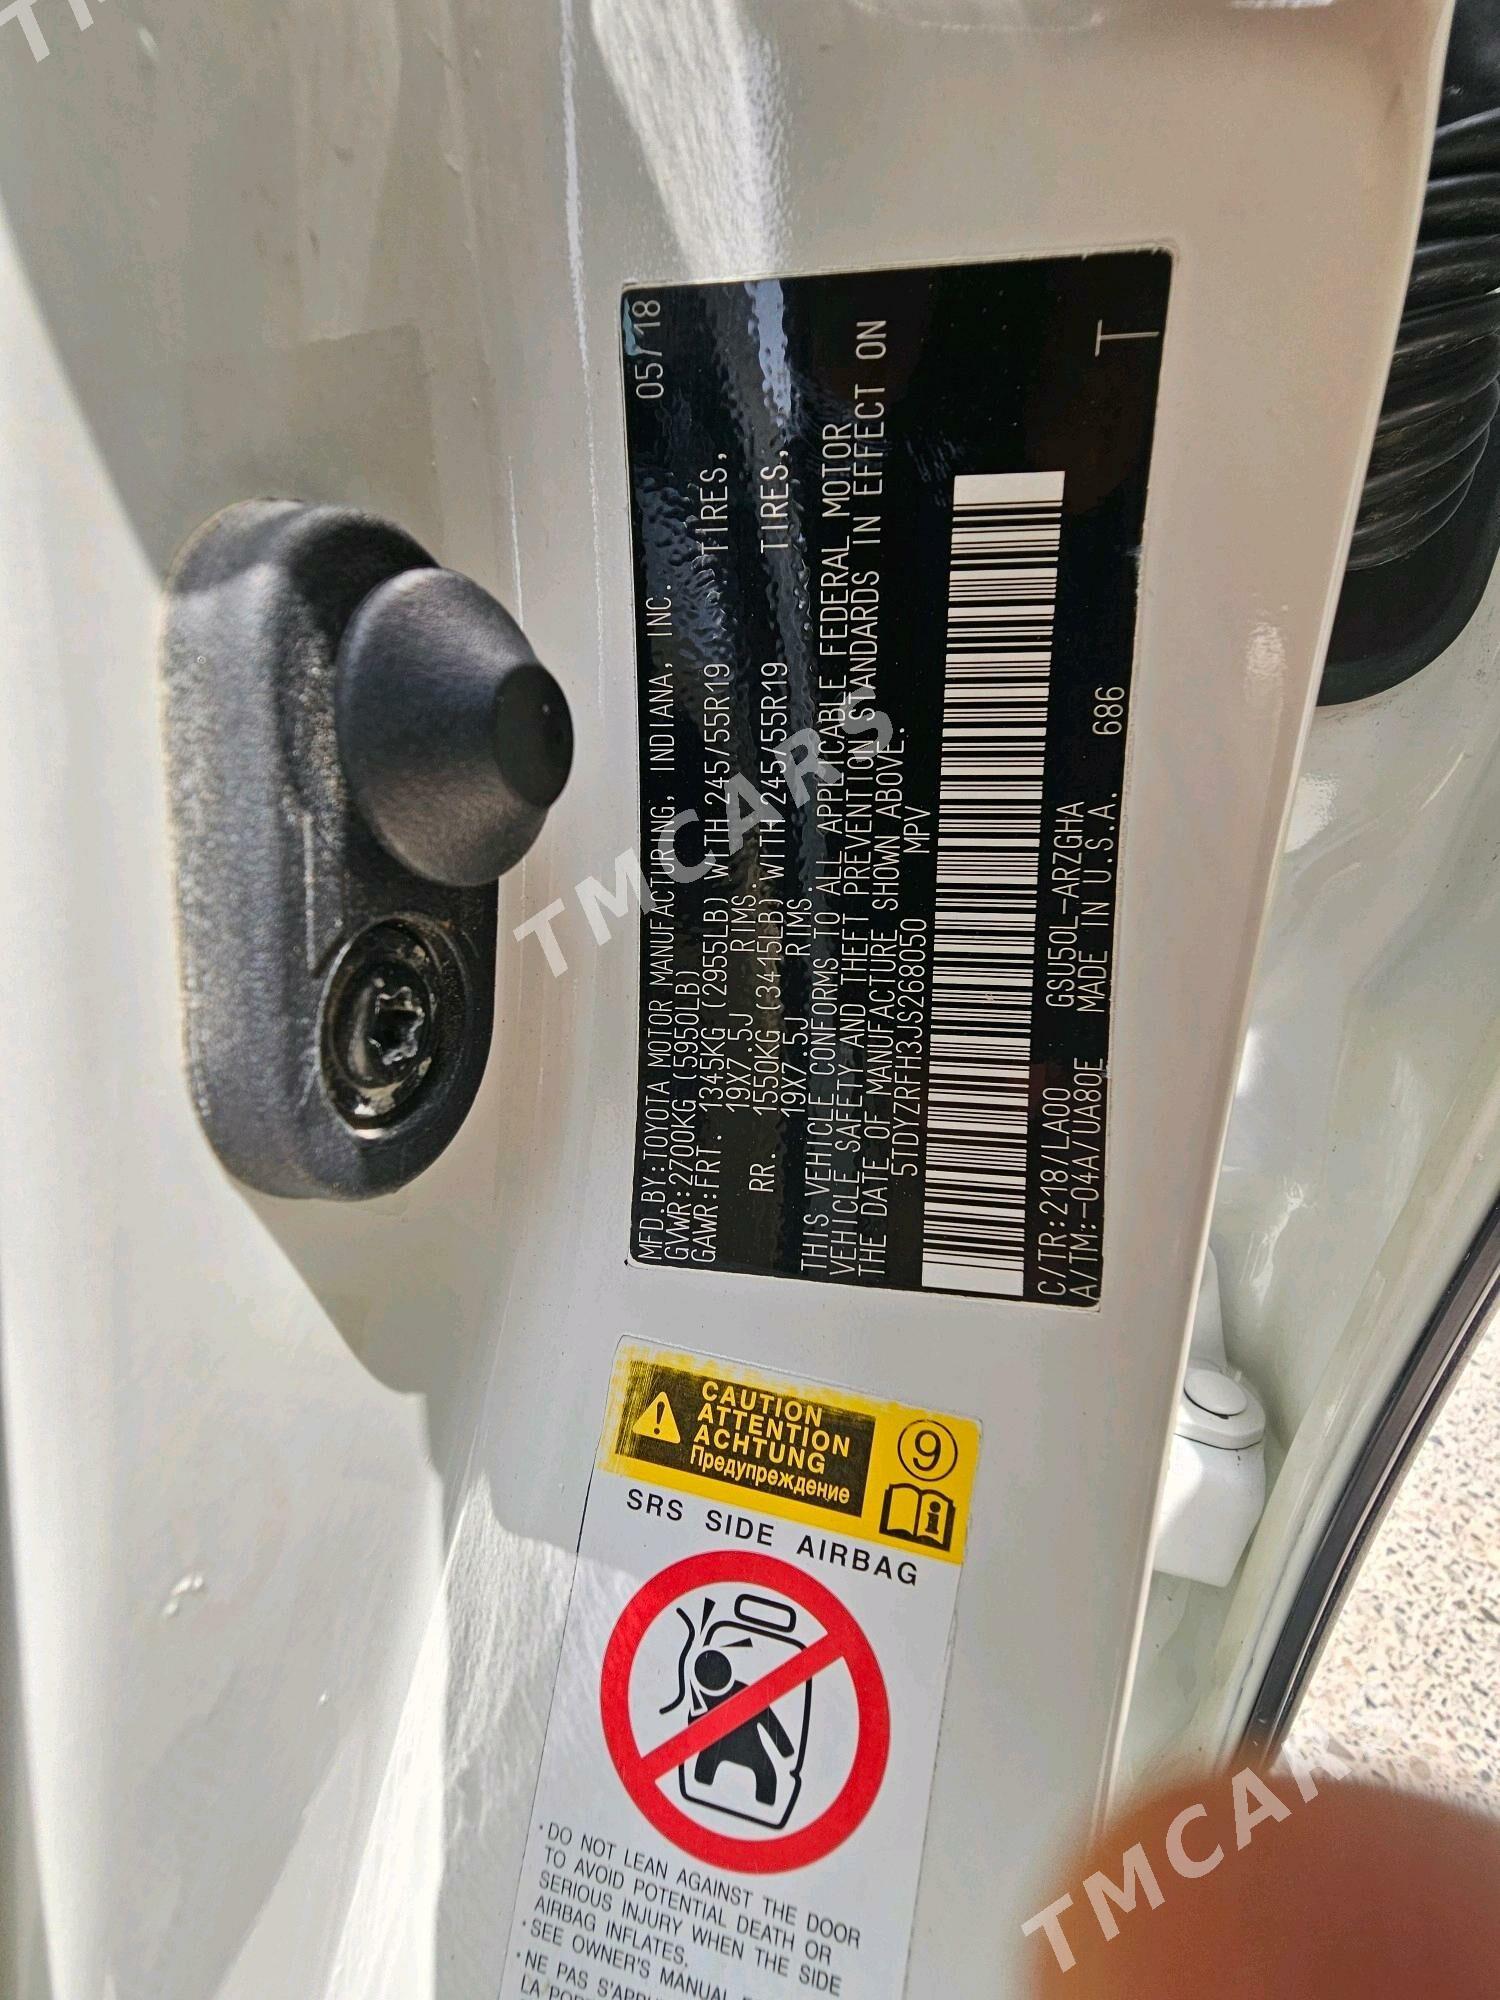 MFD.BY:TOYOTA MOTOR MANUFACTURING, INDIANA, INC. 05/18
GVWR:2700KG(5950LB)
GAWR:FRT. 1345KG (2955LB) WITH 245/55R19 TIRES,
19X7.5J RIMS.
RR. 1550KG (3415LB) WITH 245/55R19 TIRES,
19X7.5J RIMS.
THIS VEHICLE CONFORMS TO ALL APPLICABLE FEDERAL MOTOR
VEHICLE SAFETY AND THEFT PREVENTION STANDARDS IN EFFECT ON
THE DATE OF MANUFACTURE SHOWN ABOVE.
5TDYZRFH3JS268050 MPV
C/TR:218/LA00 GSU50L-ARZGHA
A/TM:-04A/UA80E MADE IN U.S.A. 686 T
CAUTION
ATTENTION
ACHTUNG
Предупреждение
9
SRS SIDE AIRBAG
·DO NOT LEAN AGAINST THE DOOR
TO AVOID POTENTIAL DEATH OR
SERIOUS INJURY WHEN THE SIDE
AIRBAG INFLATES.
·SEE OWNER'S MANUAL
·NE PAS
TMCARS
TMCARS